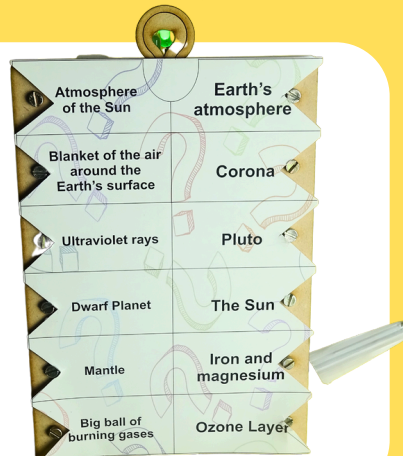 Atmosphere
of the Sun
Earth's
atmosphere
Blanket of the air
around the
Earth's surface
Corona
Ultraviolet rays
Pluto
Dwarf Planet
The Sun
Mantle
Iron and
magnesium
Big ball of
burning gases
Ozone Layer